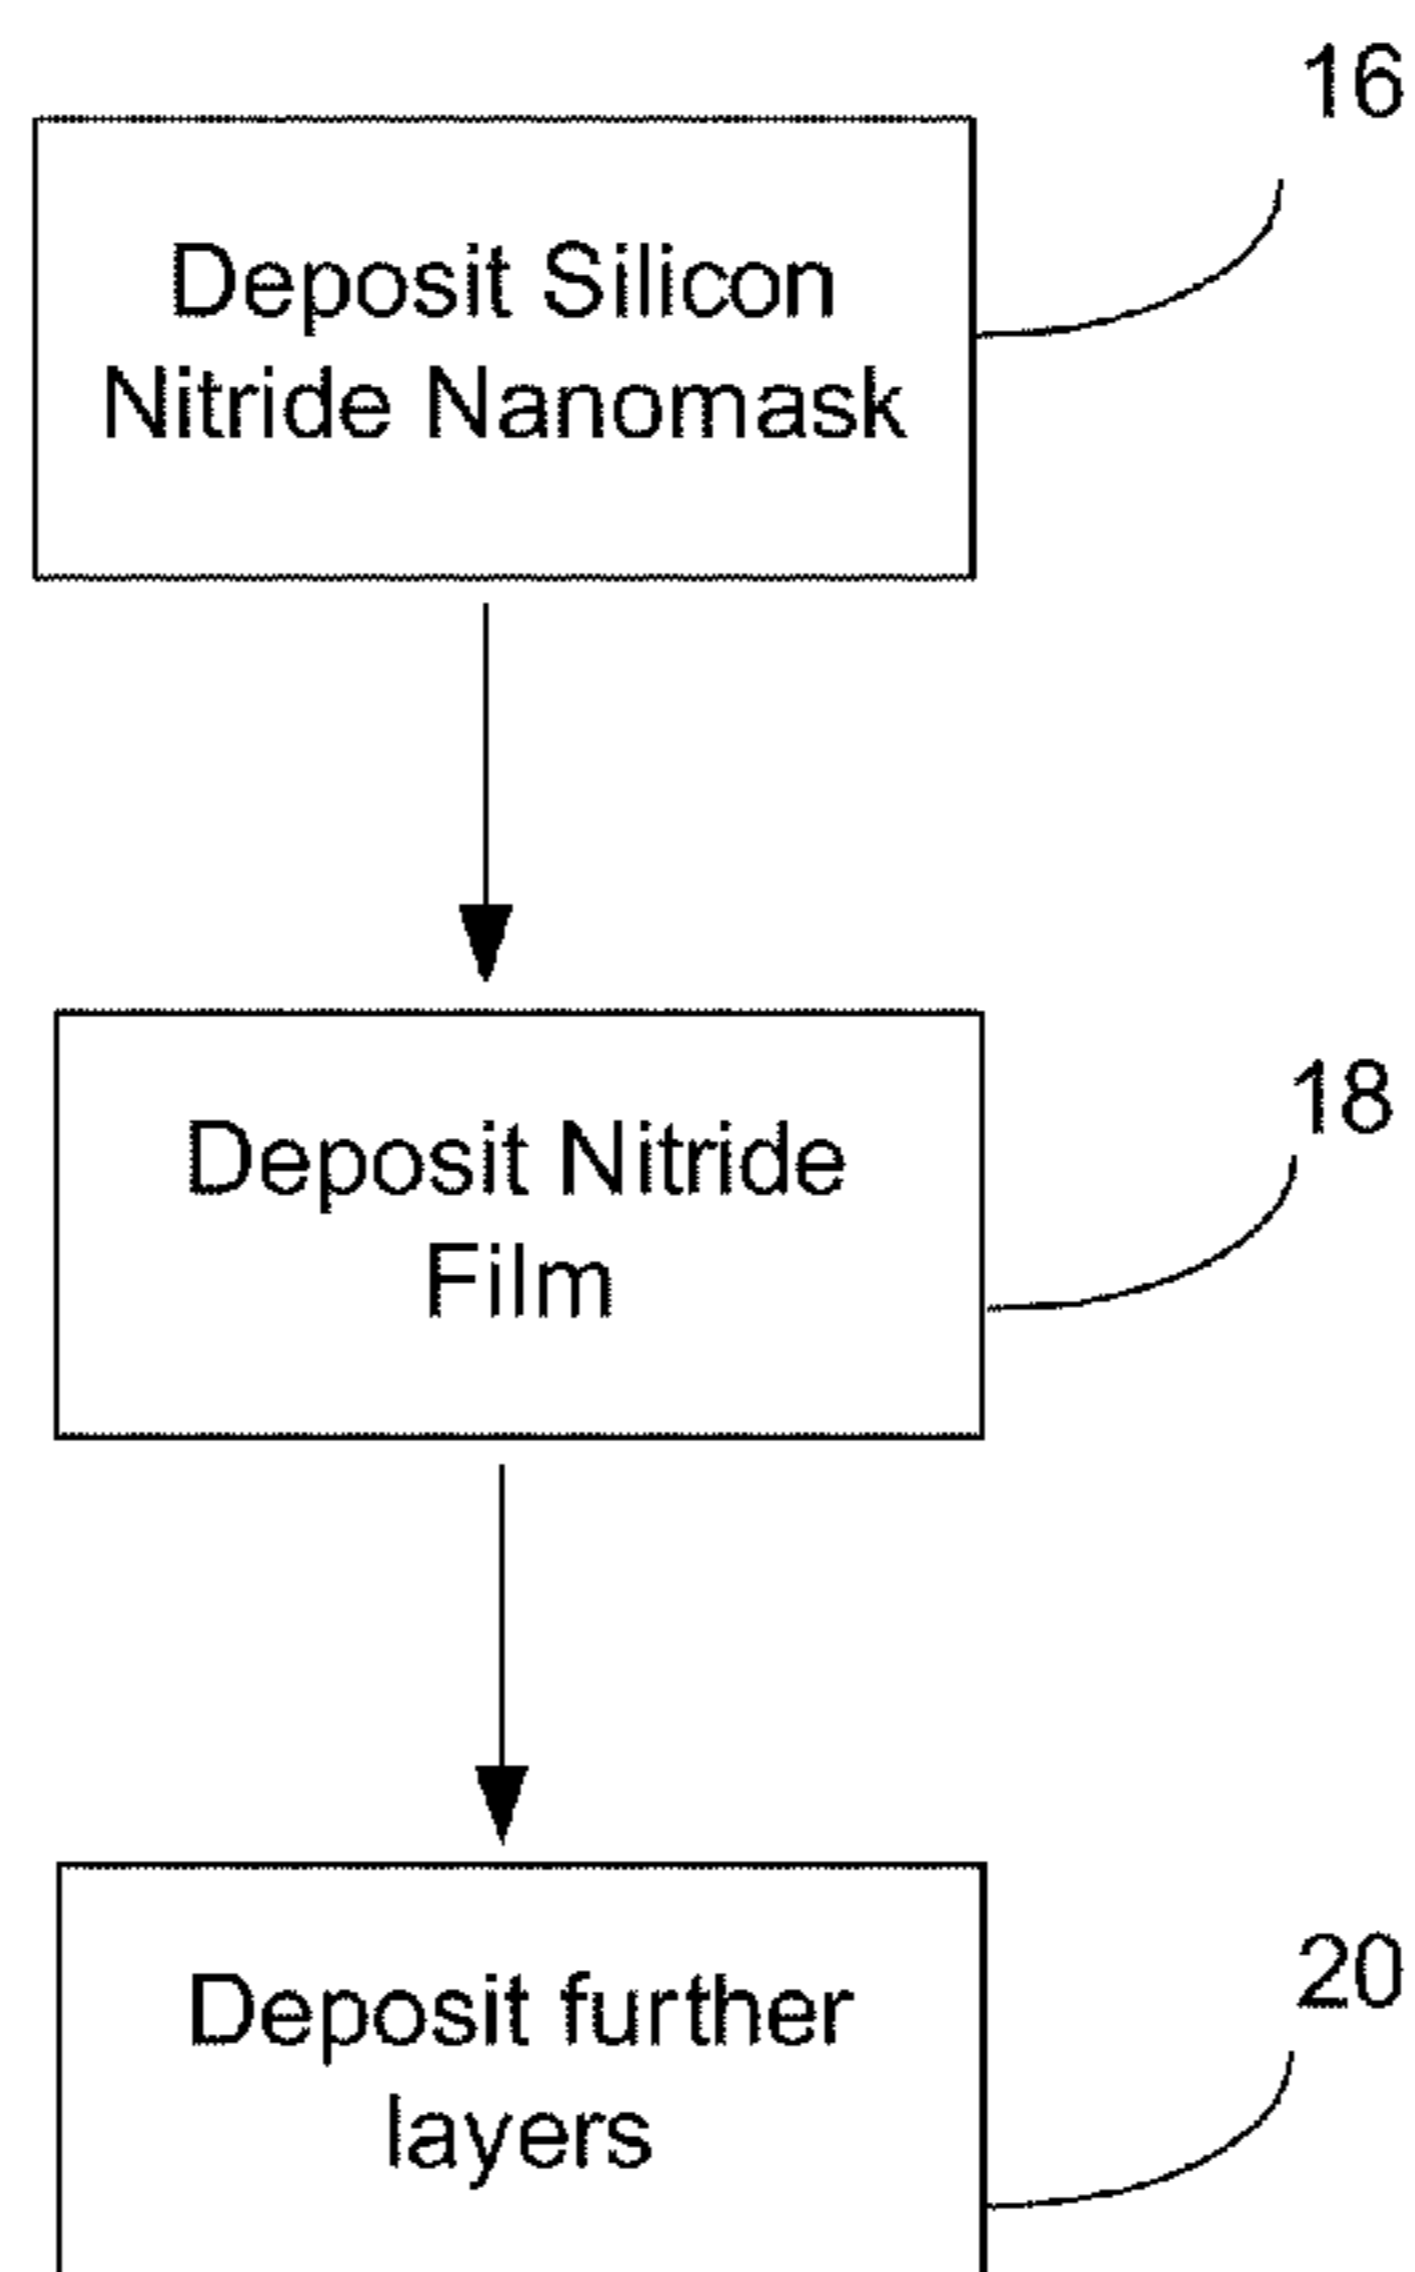 16
Deposit Silicon
Nitride Nanomask
18
Deposit Nitride
Film
20
Deposit further
layers